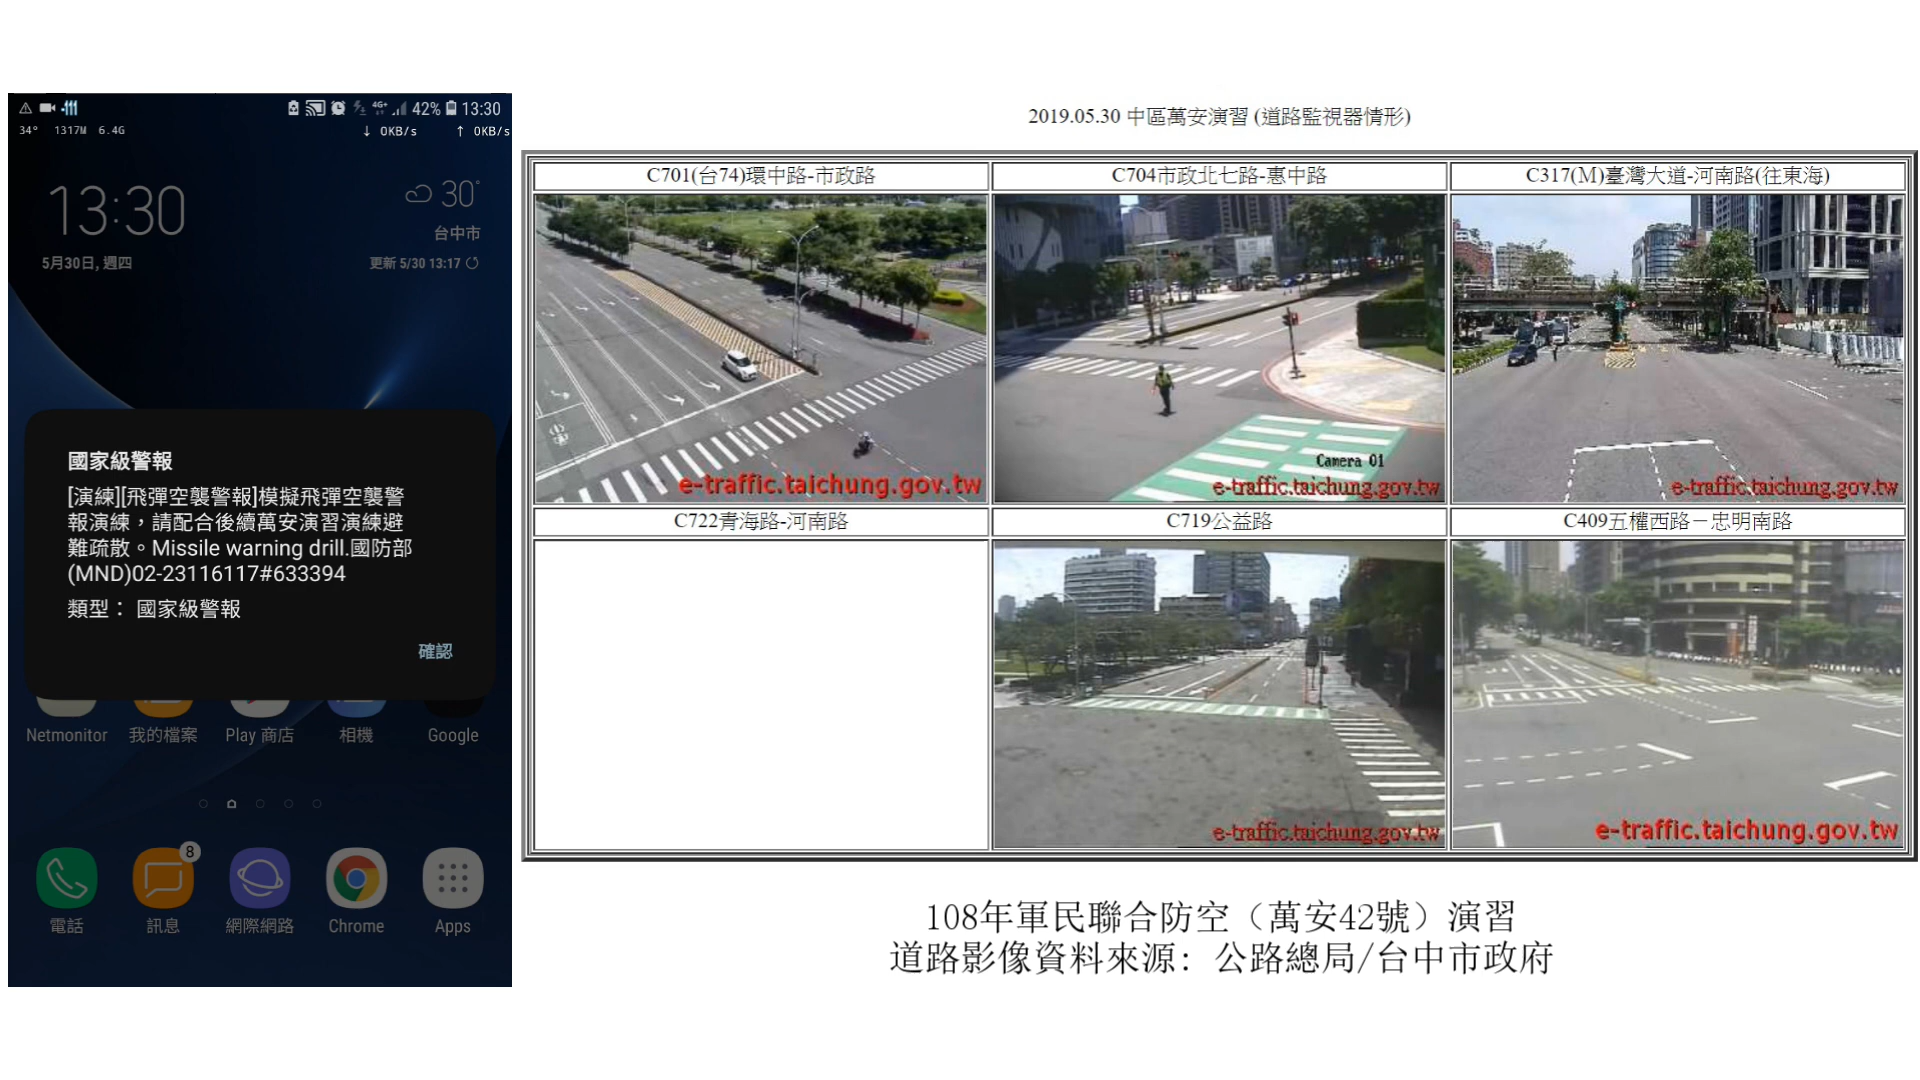 4G+ 42% 13:30
34° 1317M 6.4G ↓ 0KB/s ↑ 0KB/s
13:30
30°
台中市
5月30日, 週四
更新 5/30 13:17
國家級警報
[演練][飛彈空襲警報]模擬飛彈空襲警
報演練，請配合後續萬安演習演練避
難疏散。Missile warning drill.國防部
(MND)02-23116117#633394
類型： 國家級警報
確認
Netmonitor 我的檔案 Play 商店 相機 Google
8
電話 訊息 網際網路 Chrome Apps
2019.05.30 中區萬安演習 (道路監視器情形)
C701(台74)環中路-市政路 C704市政北七路-惠中路 C317(M)臺灣大道-河南路(往東海)
Camera 01
e-traffic.taichung.gov.tw e-traffic.taichung.gov.tw e-traffic.taichung.gov.tw
C722青海路-河南路 C719公益路 C409五權西路－忠明南路
e-traffic.taichung.gov.tw e-traffic.taichung.gov.tw
108年軍民聯合防空（萬安42號）演習
道路影像資料來源: 公路總局/台中市政府